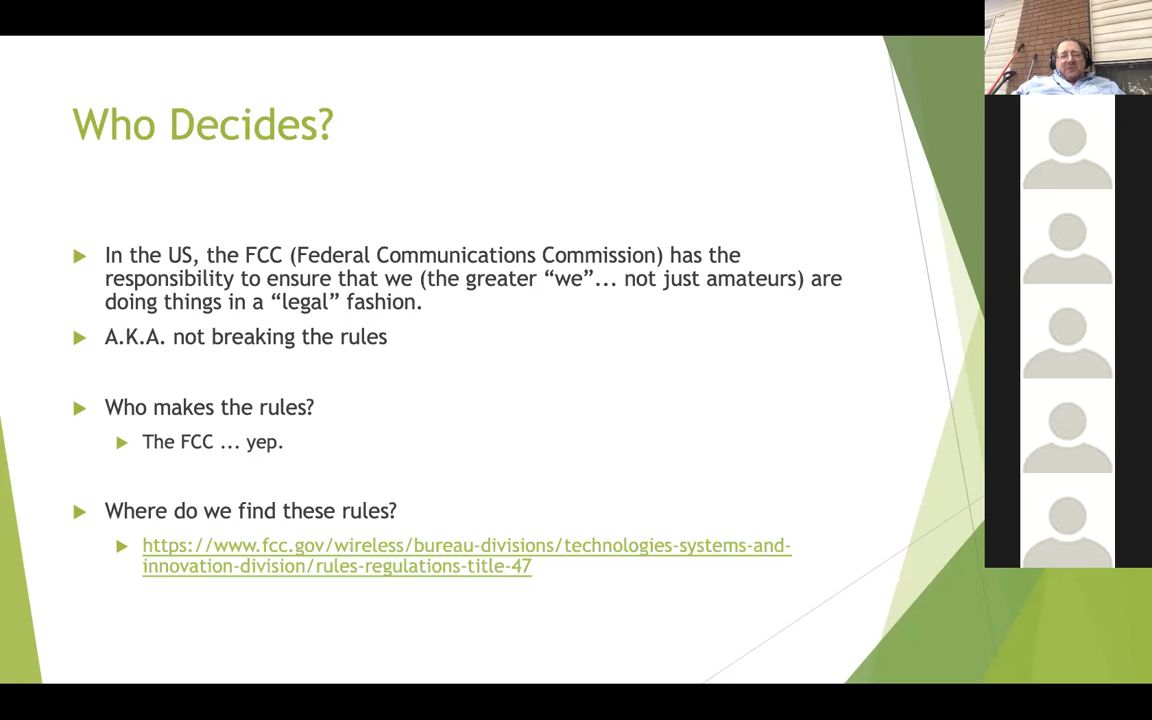 Who Decides?
In the US, the FCC (Federal Communications Commission) has the
responsibility to ensure that we (the greater “we”... not just amateurs) are
doing things in a “legal” fashion.
A.K.A. not breaking the rules
Who makes the rules?
The FCC ... yep.
Where do we find these rules?
https://www.fcc.gov/wireless/bureau-divisions/technologies-systems-and-
innovation-division/rules-regulations-title-47